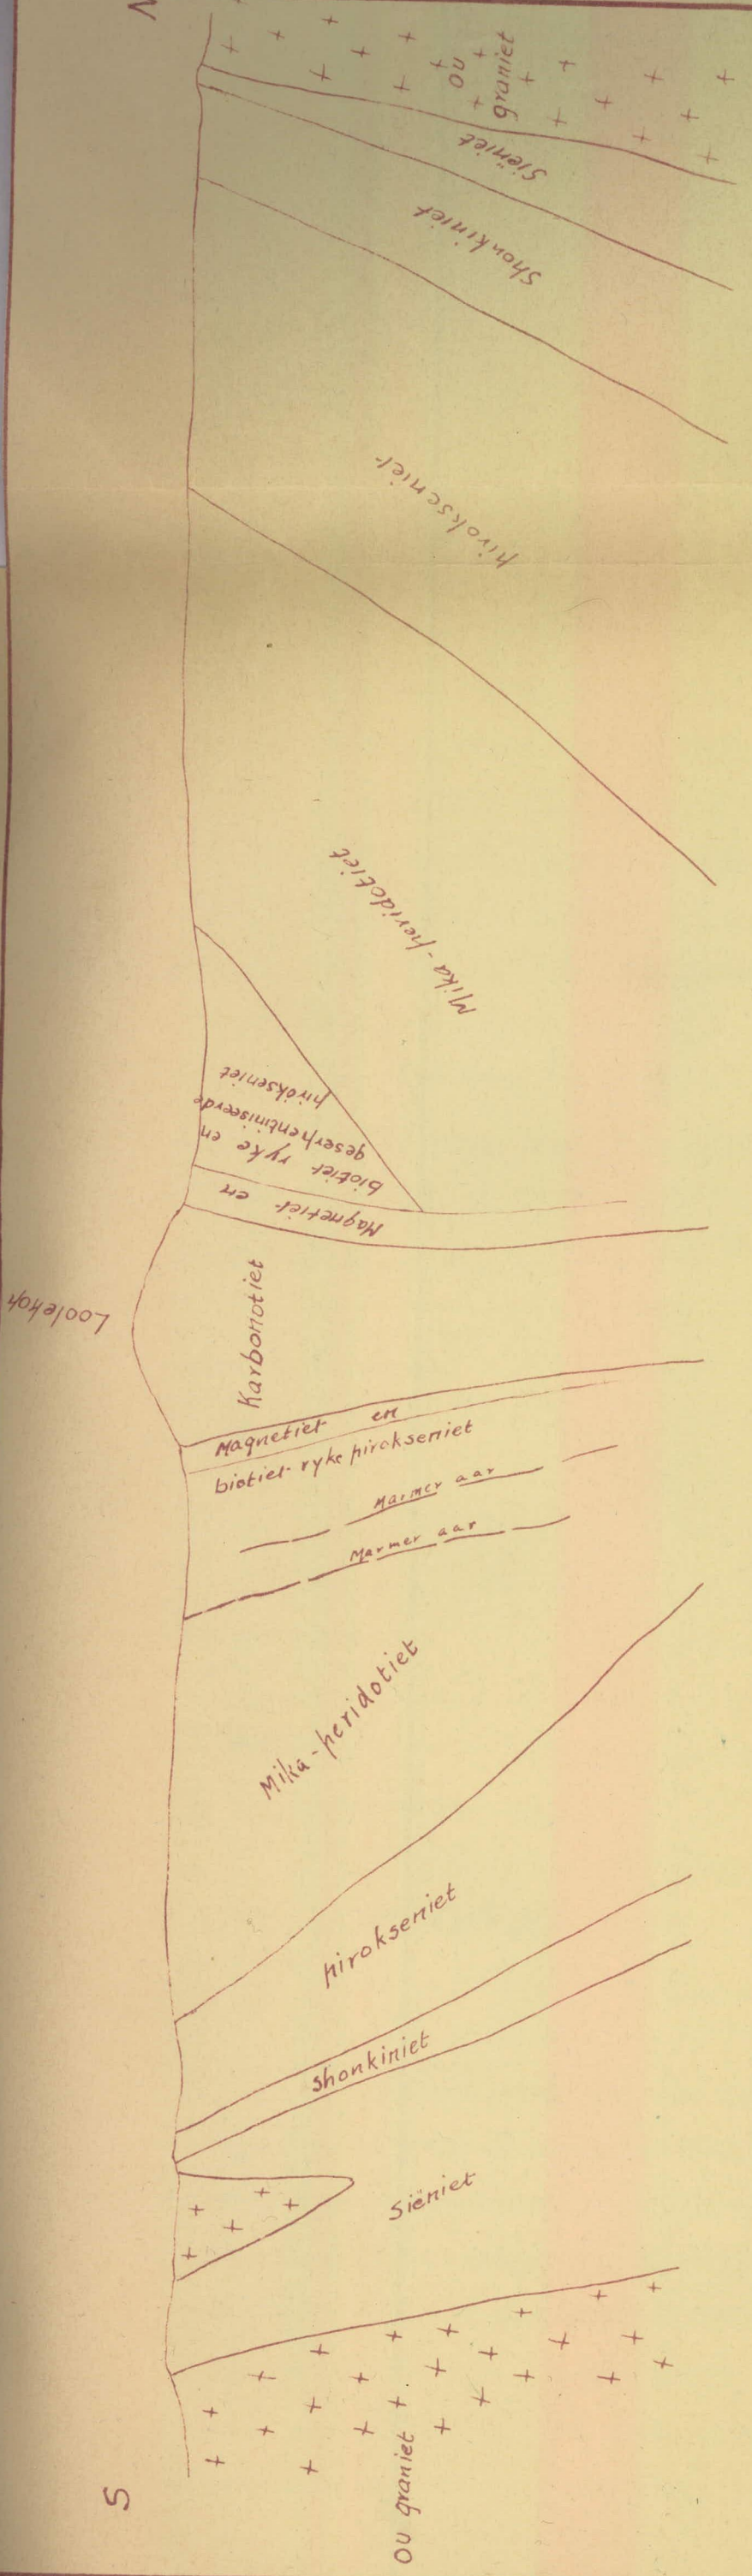 N
OU
graniet
Siëniet
Shonkiniet
pirokseniet
Mika-peridotiet
Magnetiet en
biotiet ryke en
geserpentiniseerde
pirokseniet
Loolekop
Karbonotiet
Magnetiet en
biotiet-ryke pirokseniet
Marmer aar
Marmer aar
Mika-peridotiet
pirokseniet
Shonkiniet
Siëniet
OU graniet
S